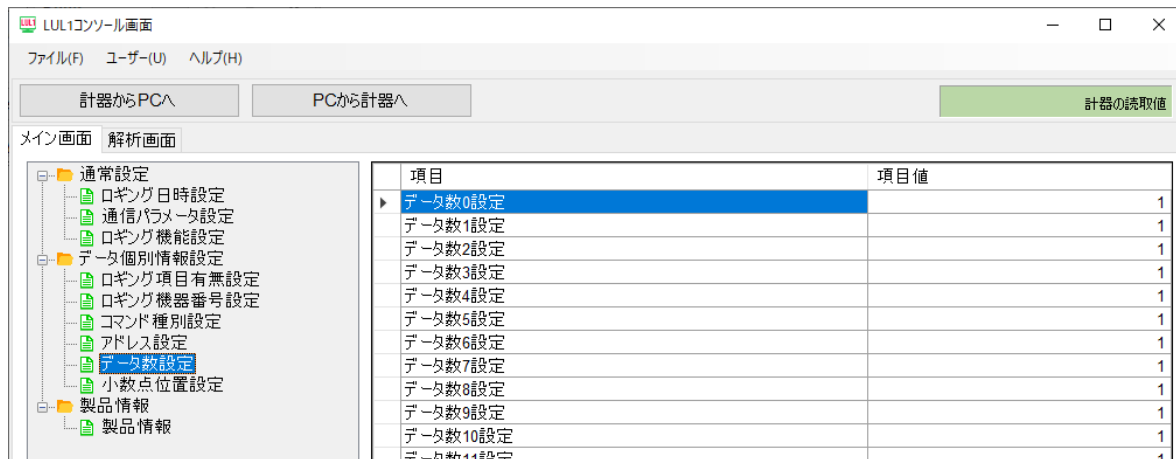 LUL1コンソール画面
ファイル(F) ユーザー(U) ヘルプ(H)
計器からPCへ PCから計器へ 計器の読取値
メイン画面 解析画面
通常設定
ロギング日時設定
通信パラメータ設定
ロギング機能設定
データ個別情報設定
ロギング項目有無設定
ロギング機器番号設定
コマンド種別設定
アドレス設定
データ数設定
小数点位置設定
製品情報
製品情報
項目 項目値
データ数0設定 1
データ数1設定 1
データ数2設定 1
データ数3設定 1
データ数4設定 1
データ数5設定 1
データ数6設定 1
データ数7設定 1
データ数8設定 1
データ数9設定 1
データ数10設定 1
データ数11設定 1